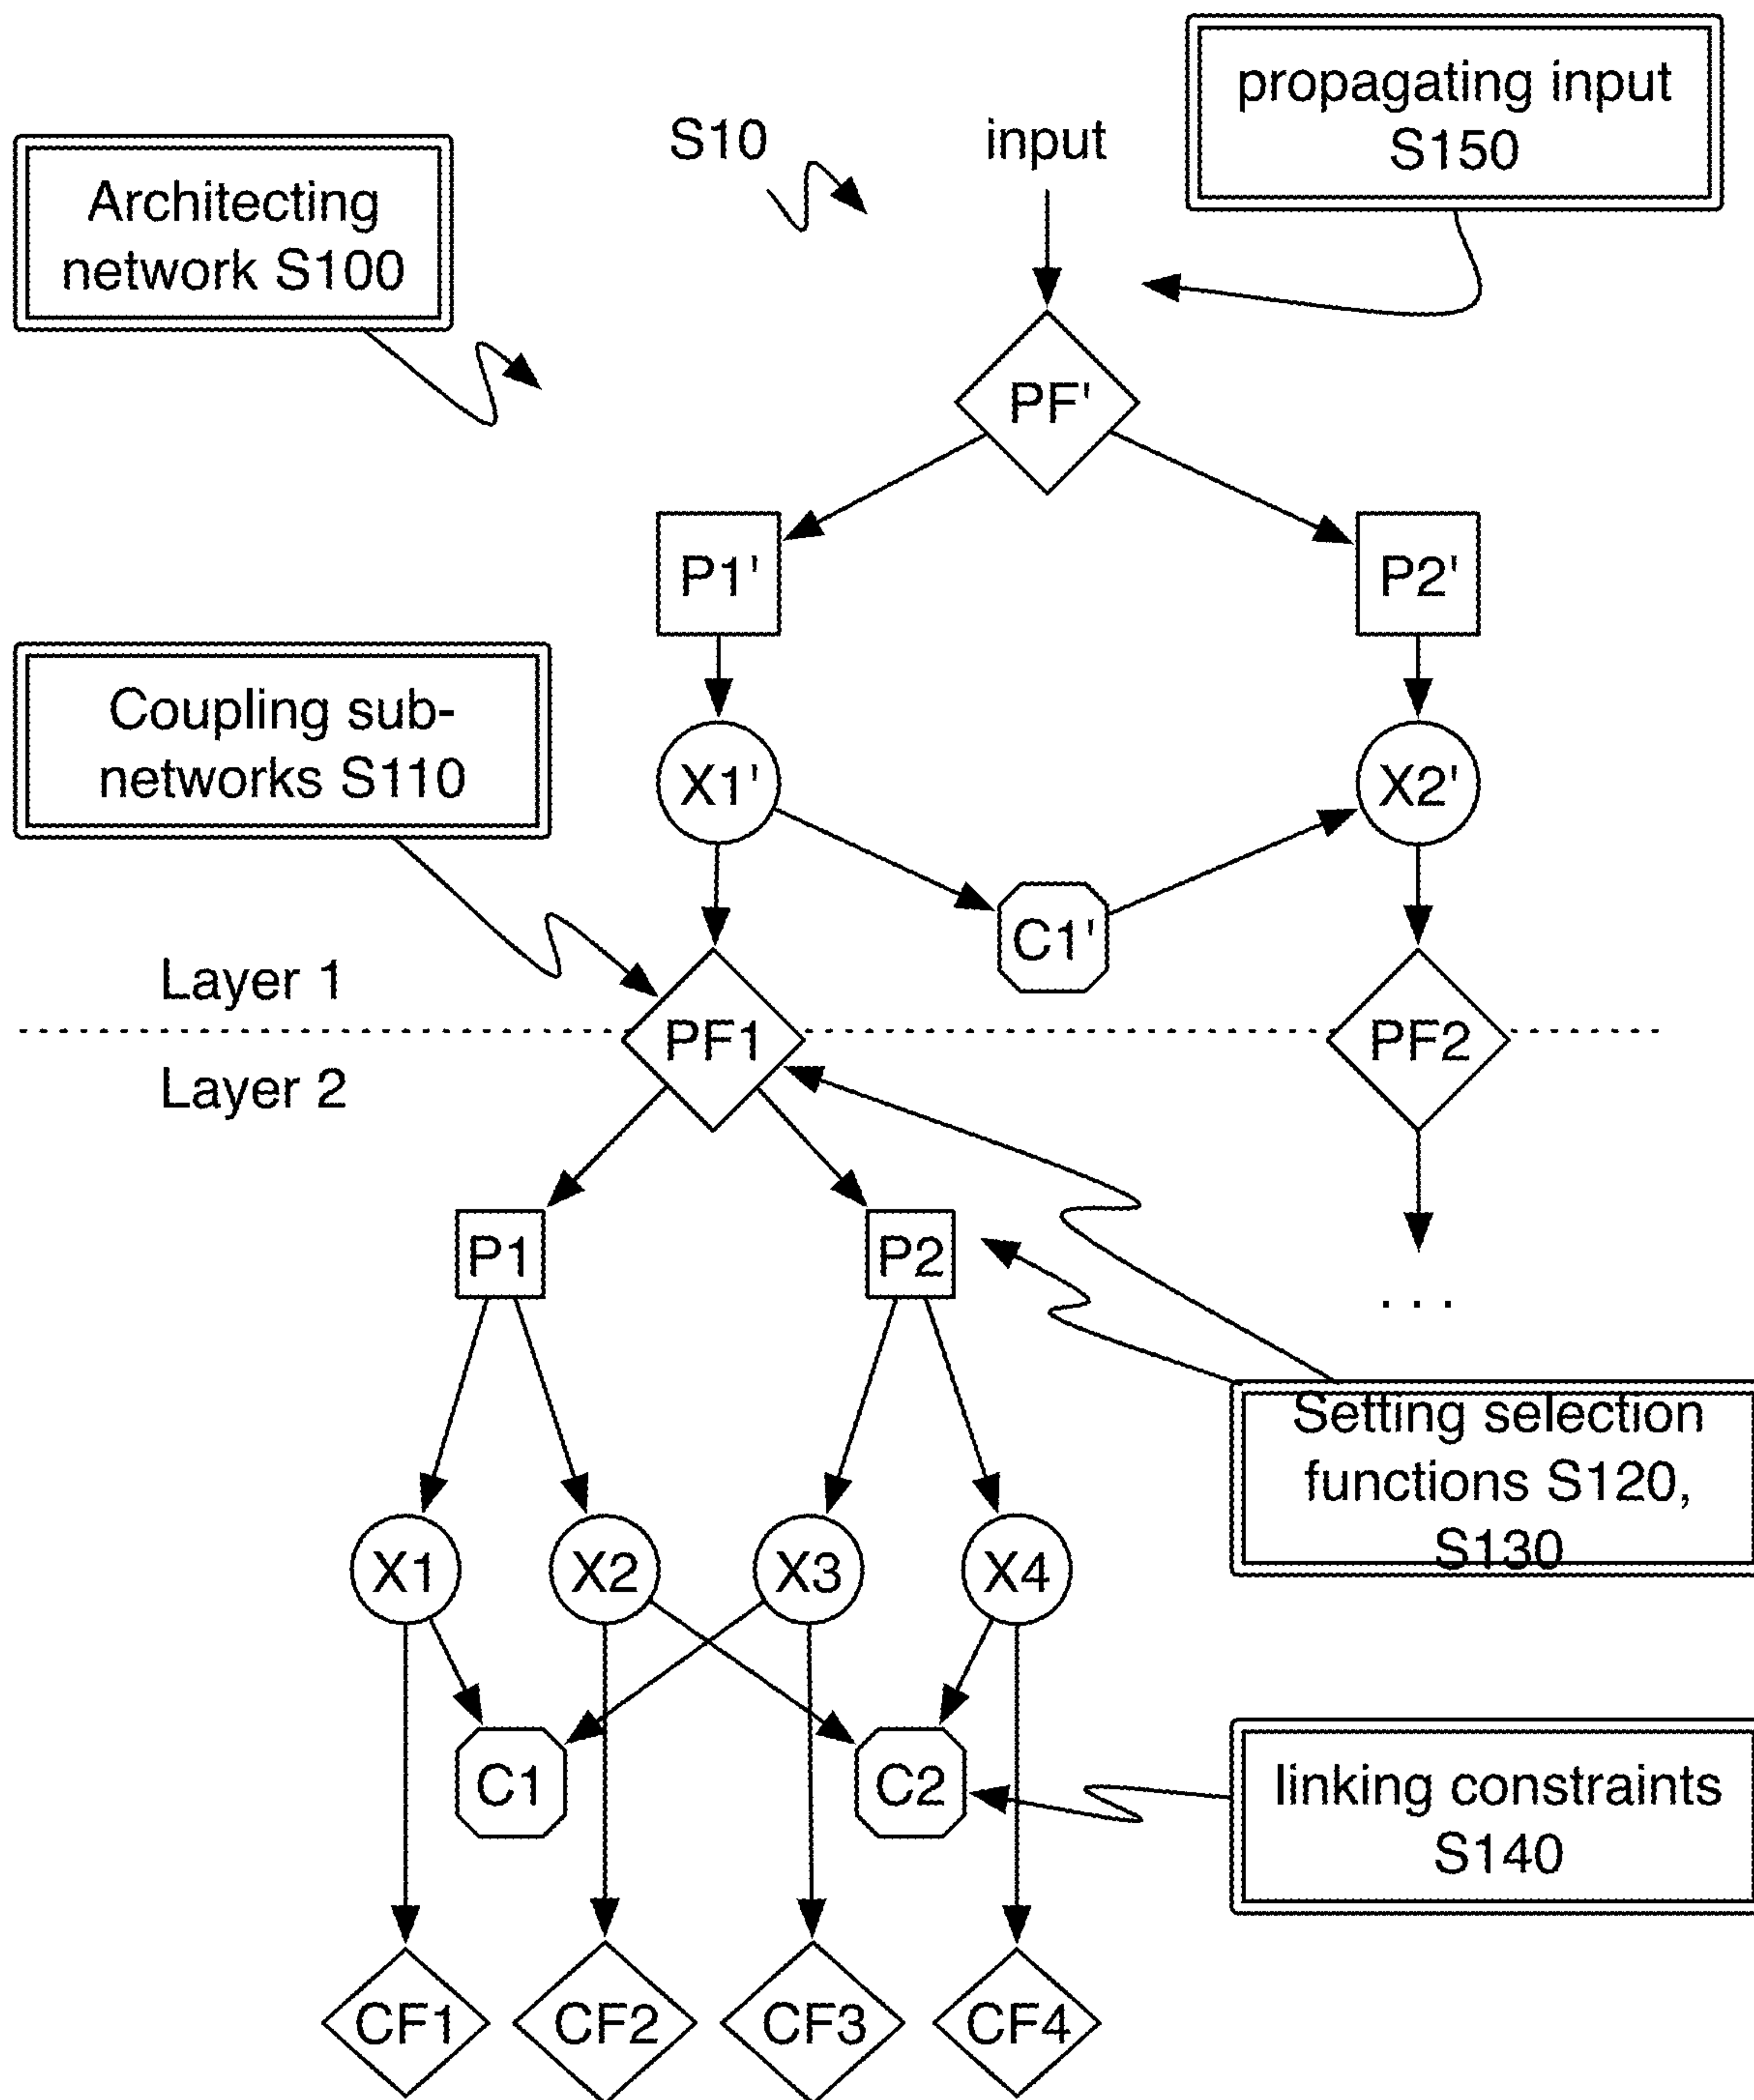 propagating input
S150
S10
input
Architecting
network S100
PF'
P1'
P2'
Coupling sub-
networks S110
X1'
X2'
C1'
Layer 1
PF1
PF2
Layer 2
P1
P2
. . .
Setting selection
functions S120,
S130
X1
X2
X3
X4
C1
C2
linking constraints
S140
CF1
CF2
CF3
CF4